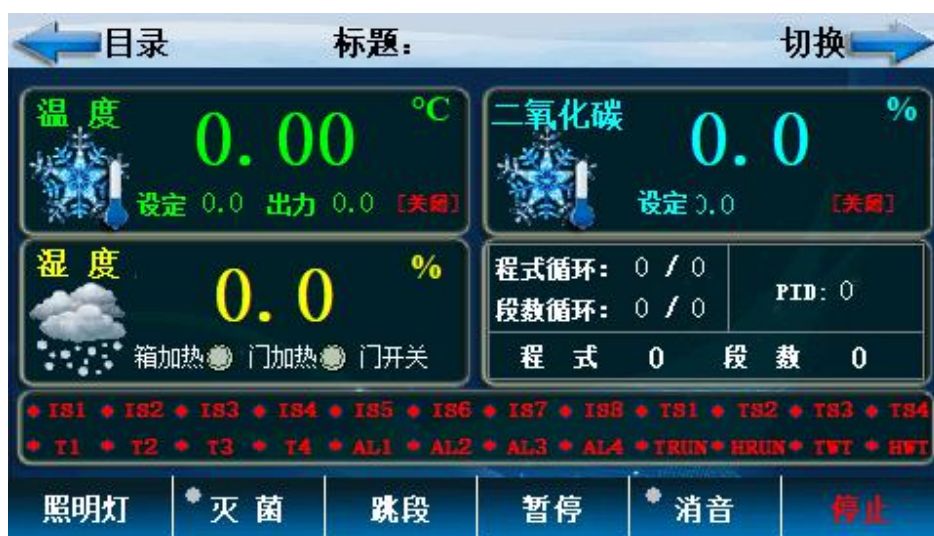 目录 标题： 切换
温 度 0.00 °C
设定 0.0 出力 0.0 [关闭]
二氧化碳 0.0 %
设定 0.0 [关闭]
湿 度 0.0 %
箱加热 门加热 门开关
程式循环： 0 / 0
段数循环： 0 / 0
PID: 0
程 式 0 段 数 0
IS1 IS2 IS3 IS4 IS5 IS6 IS7 IS8 TS1 TS2 TS3 TS4
T1 T2 T3 T4 AL1 AL2 AL3 AL4 TRUN HRUN TWT HWT
照明灯 灭 菌 跳段 暂停 消音 停止